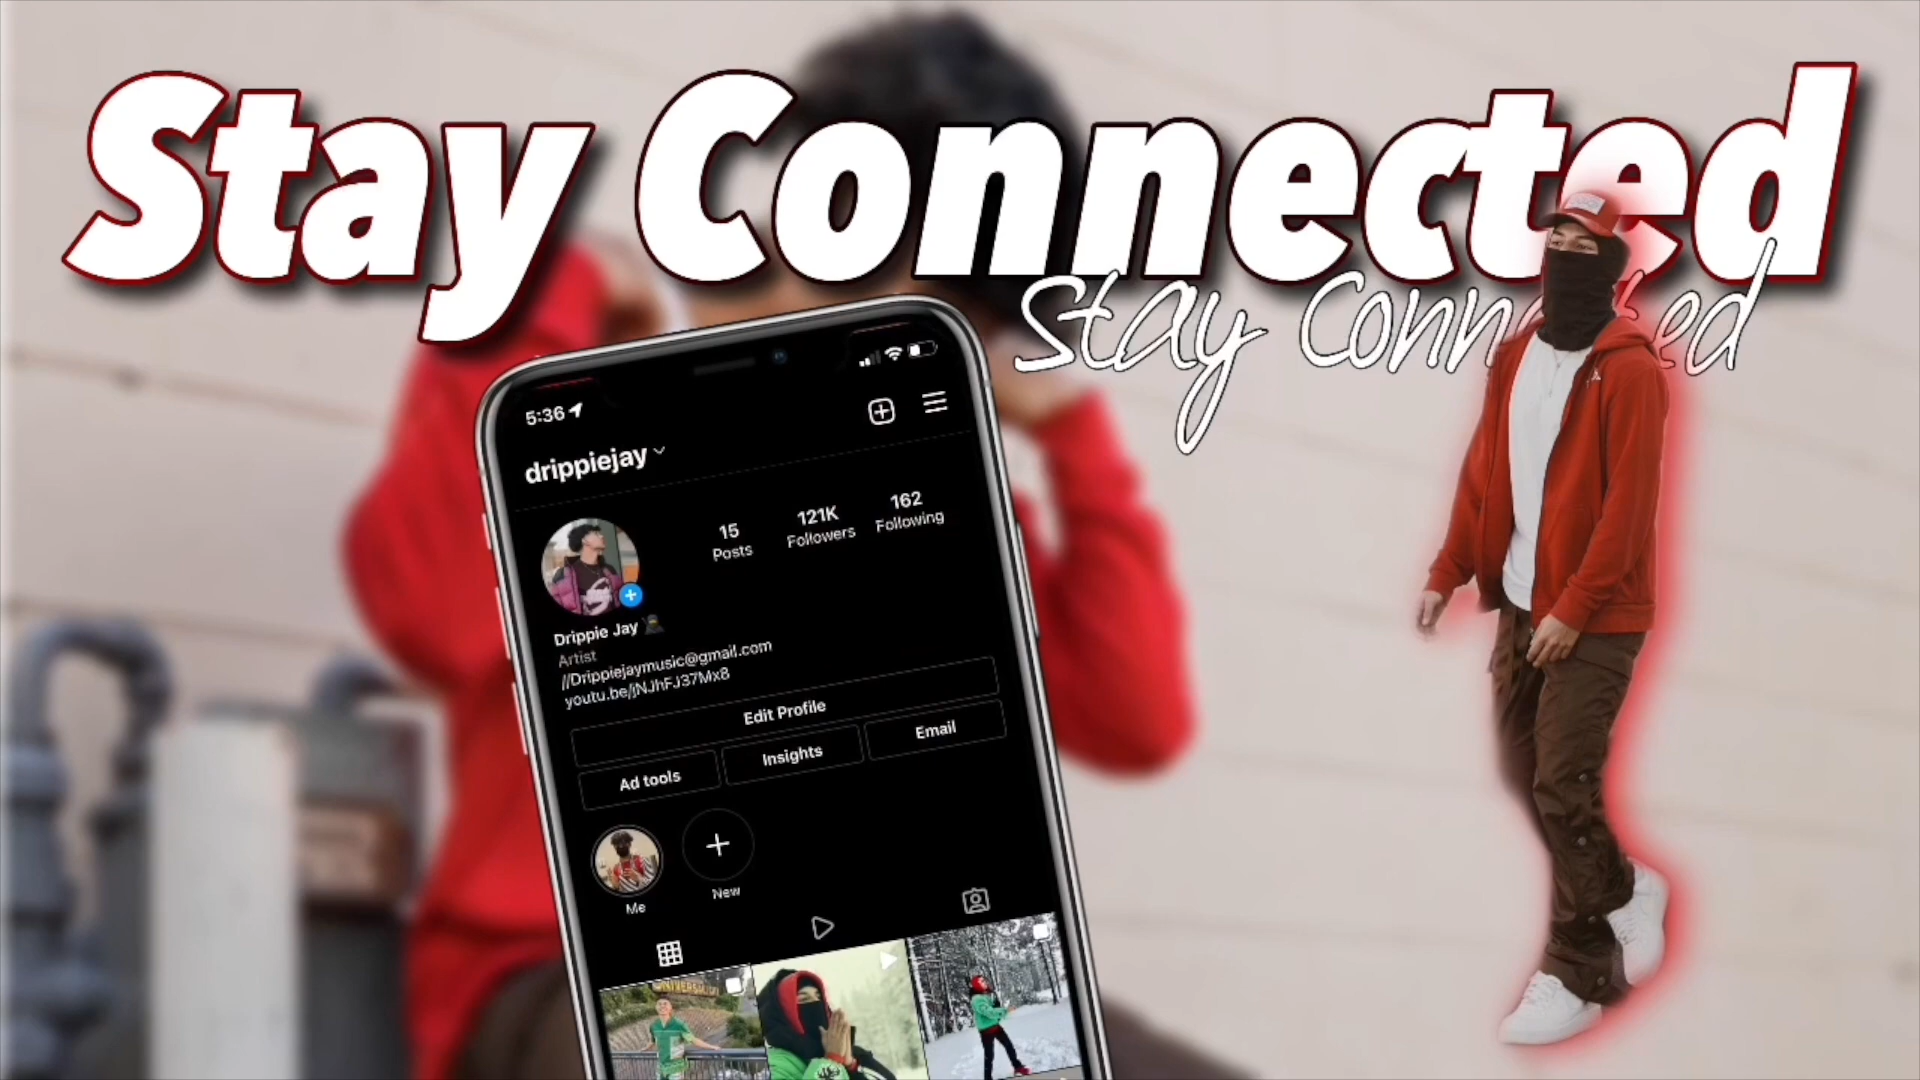 Stay Connected
Stay Conn ed
5:36
drippiejay
15
Posts
121K
Followers
162
Following
Drippie Jay
Artist
//Drippiejaymusic@gmail.com
youtu.be/jNJhFJ37Mx8
Edit Profile
Ad tools
Insights
Email
Me
New